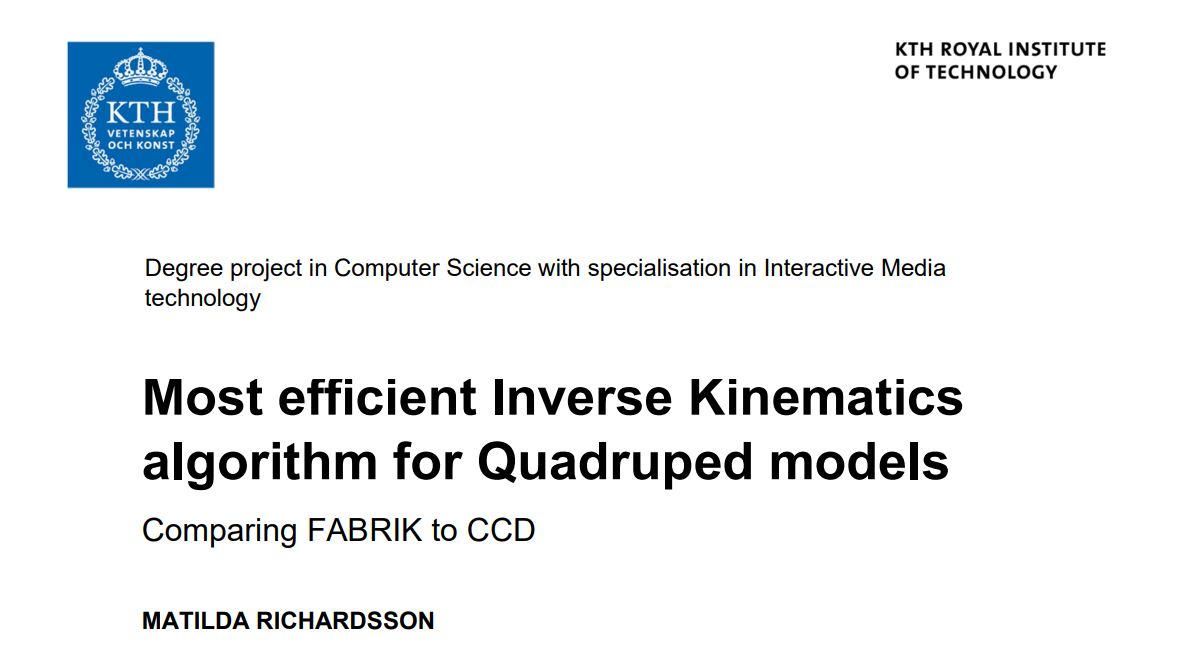 KTH
VETENSKAP
OCH KONST
KTH ROYAL INSTITUTE
OF TECHNOLOGY
Degree project in Computer Science with specialisation in Interactive Media
technology
Most efficient Inverse Kinematics
algorithm for Quadruped models
Comparing FABRIK to CCD
MATILDA RICHARDSSON